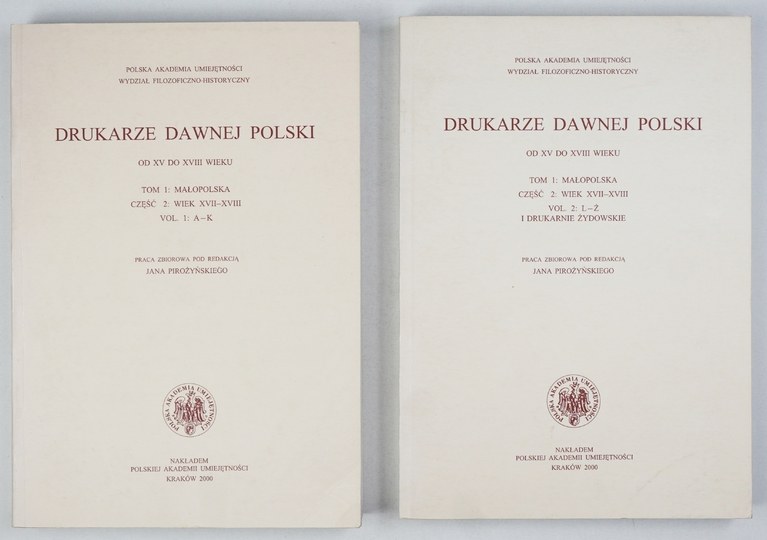 POLSKA AKADEMIA UMIEJĘTNOŚCI
WYDZIAŁ FILOZOFICZNO-HISTORYCZNY
DRUKARZE DAWNEJ POLSKI
OD XV DO XVIII WIEKU
TOM 1: MAŁOPOLSKA
CZĘŚĆ 2: WIEK XVII–XVIII
VOL. 1: A–K
PRACA ZBIOROWA POD REDAKCJĄ
JANA PIROŻYŃSKIEGO
POLSKA AKADEMIA UMIEJĘTNOŚCI
NAKŁADEM
POLSKIEJ AKADEMII UMIEJĘTNOŚCI
KRAKÓW 2000
POLSKA AKADEMIA UMIEJĘTNOŚCI
WYDZIAŁ FILOZOFICZNO-HISTORYCZNY
DRUKARZE DAWNEJ POLSKI
OD XV DO XVIII WIEKU
TOM 1: MAŁOPOLSKA
CZĘŚĆ 2: WIEK XVII–XVIII
VOL. 2: L–Ż
I DRUKARNIE ŻYDOWSKIE
PRACA ZBIOROWA POD REDAKCJĄ
JANA PIROŻYŃSKIEGO
POLSKA AKADEMIA UMIEJĘTNOŚCI
NAKŁADEM
POLSKIEJ AKADEMII UMIEJĘTNOŚCI
KRAKÓW 2000